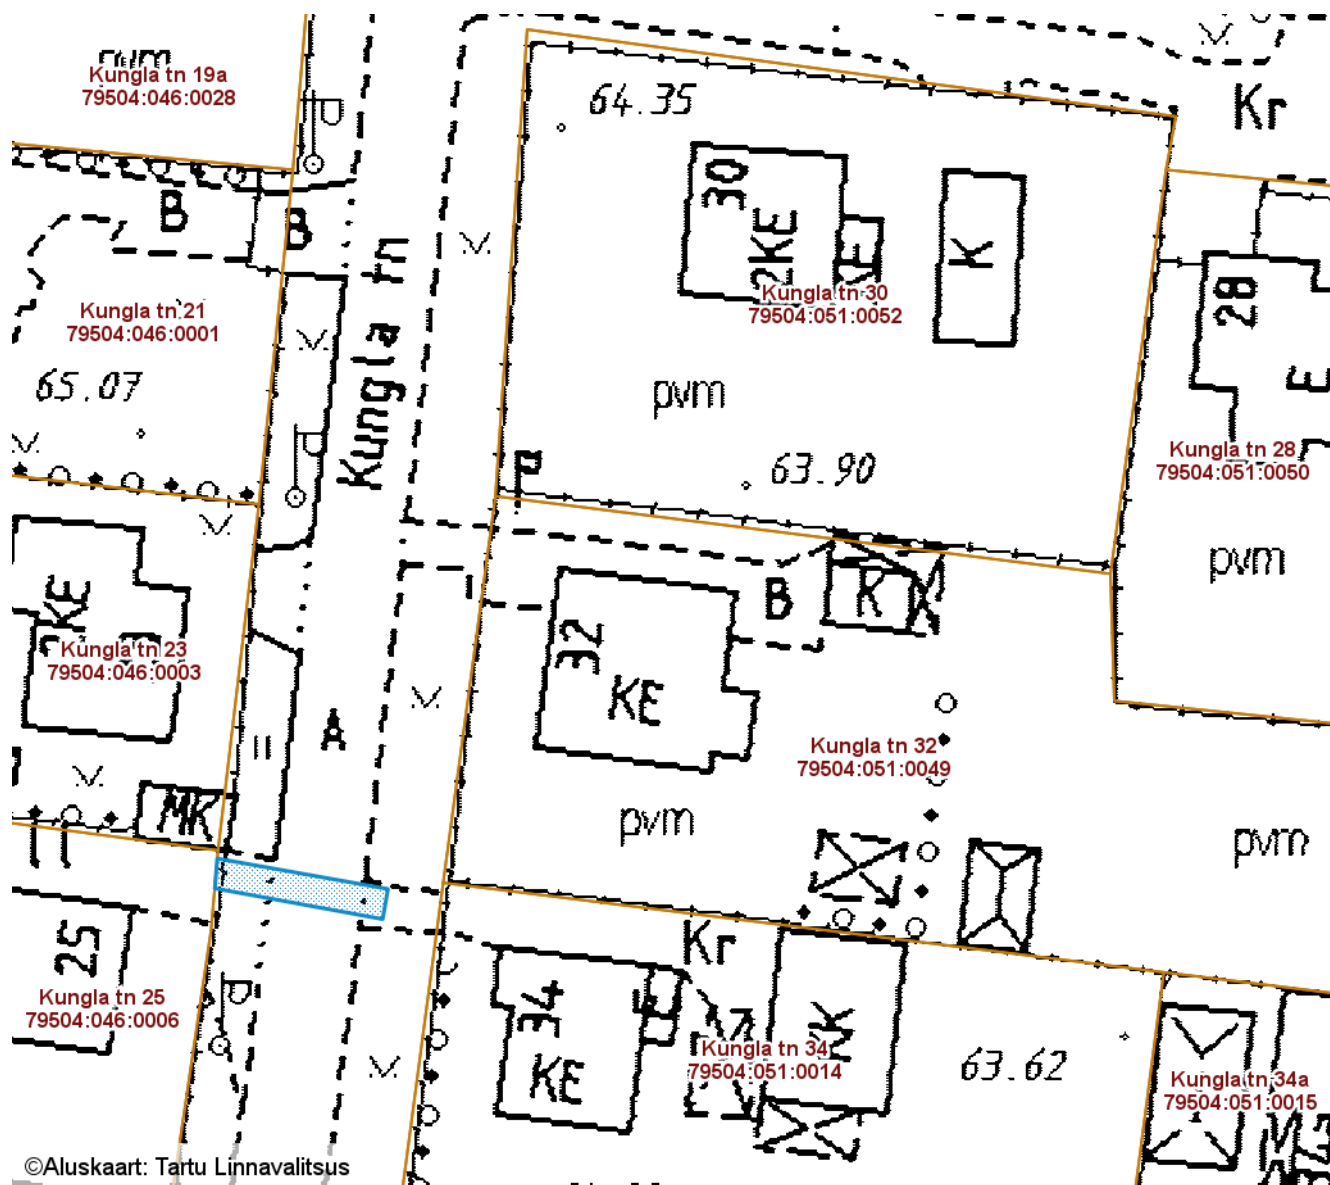 pvm
Kungla tn 19a
79504:046:0028
64.35
Kr
30
2KE
KE
K
B
B
Kungla tn
Kungla tn 21
79504:046:0001
65.07
Kungla tn 30
79504:051:0052
28
E
pvm
63.90
Kungla tn 28
79504:051:0050
pvm
KE
Kungla tn 23
79504:046:0003
32
KE
B
K
A
II
MK
Kungla tn 32
79504:051:0049
pvm
pvm
25
Kungla tn 25
79504:046:0006
Kr
34
KE
Kungla tn 34
79504:051:0014
63.62
Kungla tn 34a
79504:051:0015
©Aluskaart: Tartu Linnavalitsus